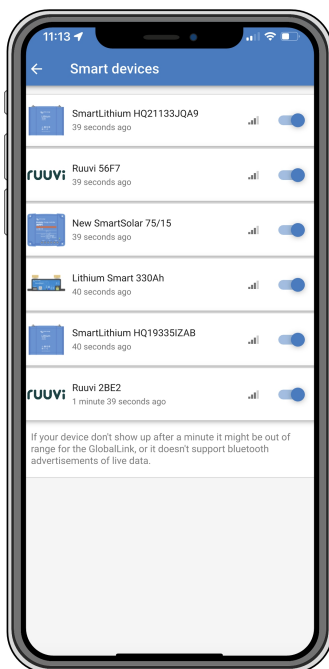 11:13
Smart devices
SmartLithium HQ21133JQA9
39 seconds ago
ruuvi
Ruuvi 56F7
39 seconds ago
New SmartSolar 75/15
39 seconds ago
Lithium Smart 330Ah
40 seconds ago
SmartLithium HQ19335IZAB
40 seconds ago
ruuvi
Ruuvi 2BE2
1 minute 39 seconds ago
If your device don't show up after a minute it might be out of
range for the GlobalLink, or it doesn't support bluetooth
advertisements of live data.